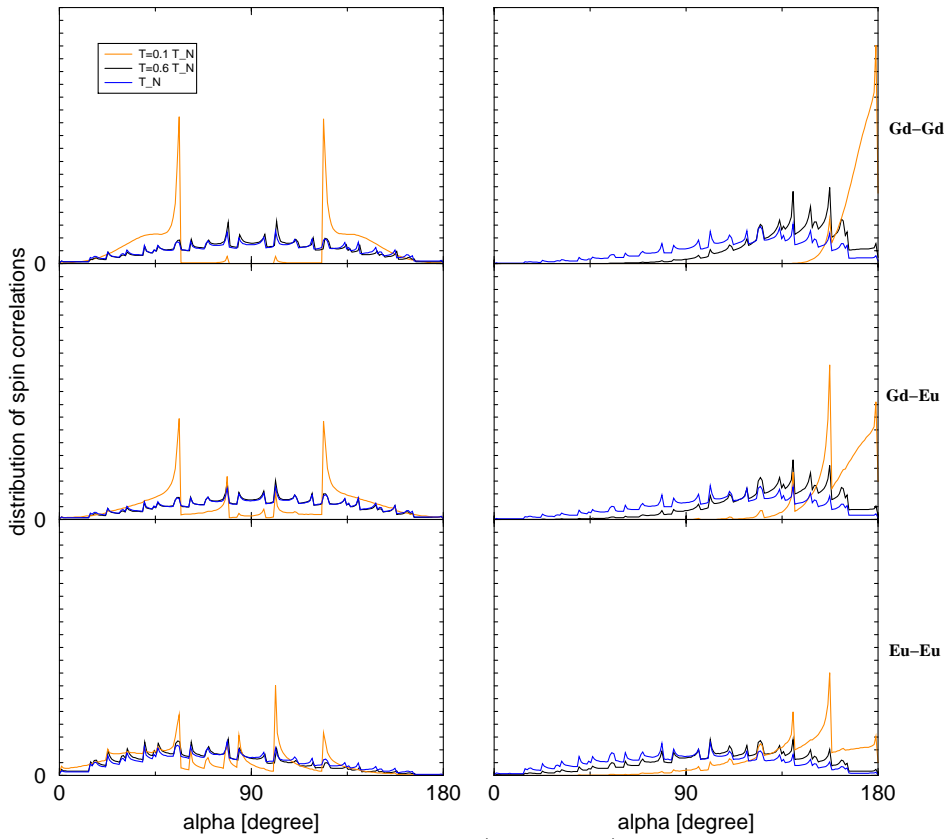 T=0.1 T_N
T=0.6 T_N
T_N
Gd–Gd
0
distribution of spin correlations
Gd–Eu
0
Eu–Eu
0
0 90 180 0 90 180
alpha [degree] alpha [degree]